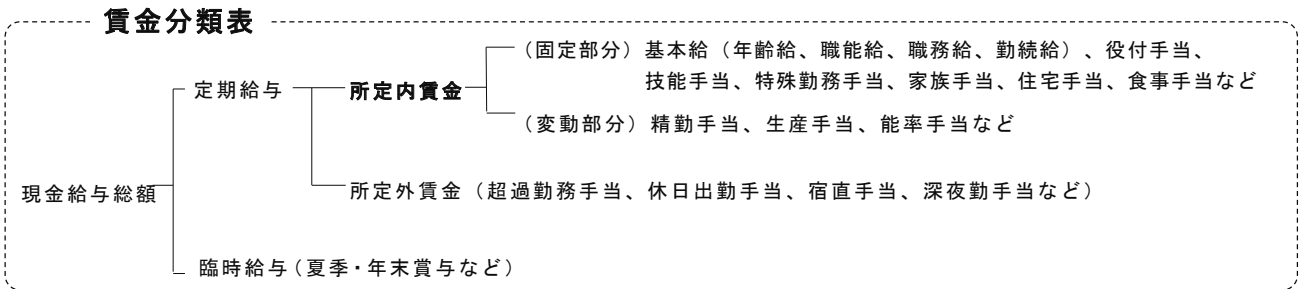 賃金分類表
（固定部分）基本給（年齢給、職能給、職務給、勤続給）、役付手当、
技能手当、特殊勤務手当、家族手当、住宅手当、食事手当など
定期給与
所定内賃金
（変動部分）精勤手当、生産手当、能率手当など
現金給与総額
所定外賃金（超過勤務手当、休日出勤手当、宿直手当、深夜勤手当など）
臨時給与（夏季・年末賞与など）